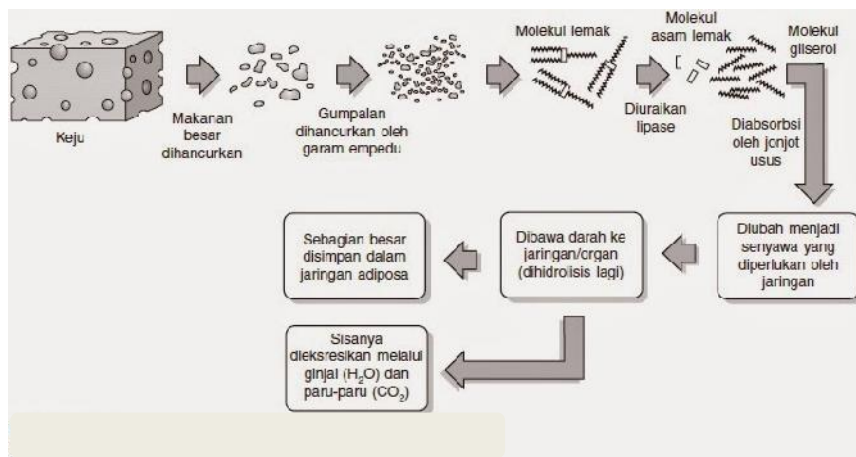 Keju
Makanan
besar
dihancurkan
Gumpalan
dihancurkan oleh
garam empedu
Molekul lemak
Diuraikan
lipase
Molekul
asam lemak
Molekul
gliserol
Diabsorbsi
oleh jonjot
usus
Diubah menjadi
senyawa yang
diperlukan oleh
jaringan
Dibawa darah ke
jaringan/organ
(dihidrolisis lagi)
Sebagian besar
disimpan dalam
jaringan adiposa
Sisanya
diekskresikan melalui
ginjal (H₂O) dan
paru-paru (CO₂)